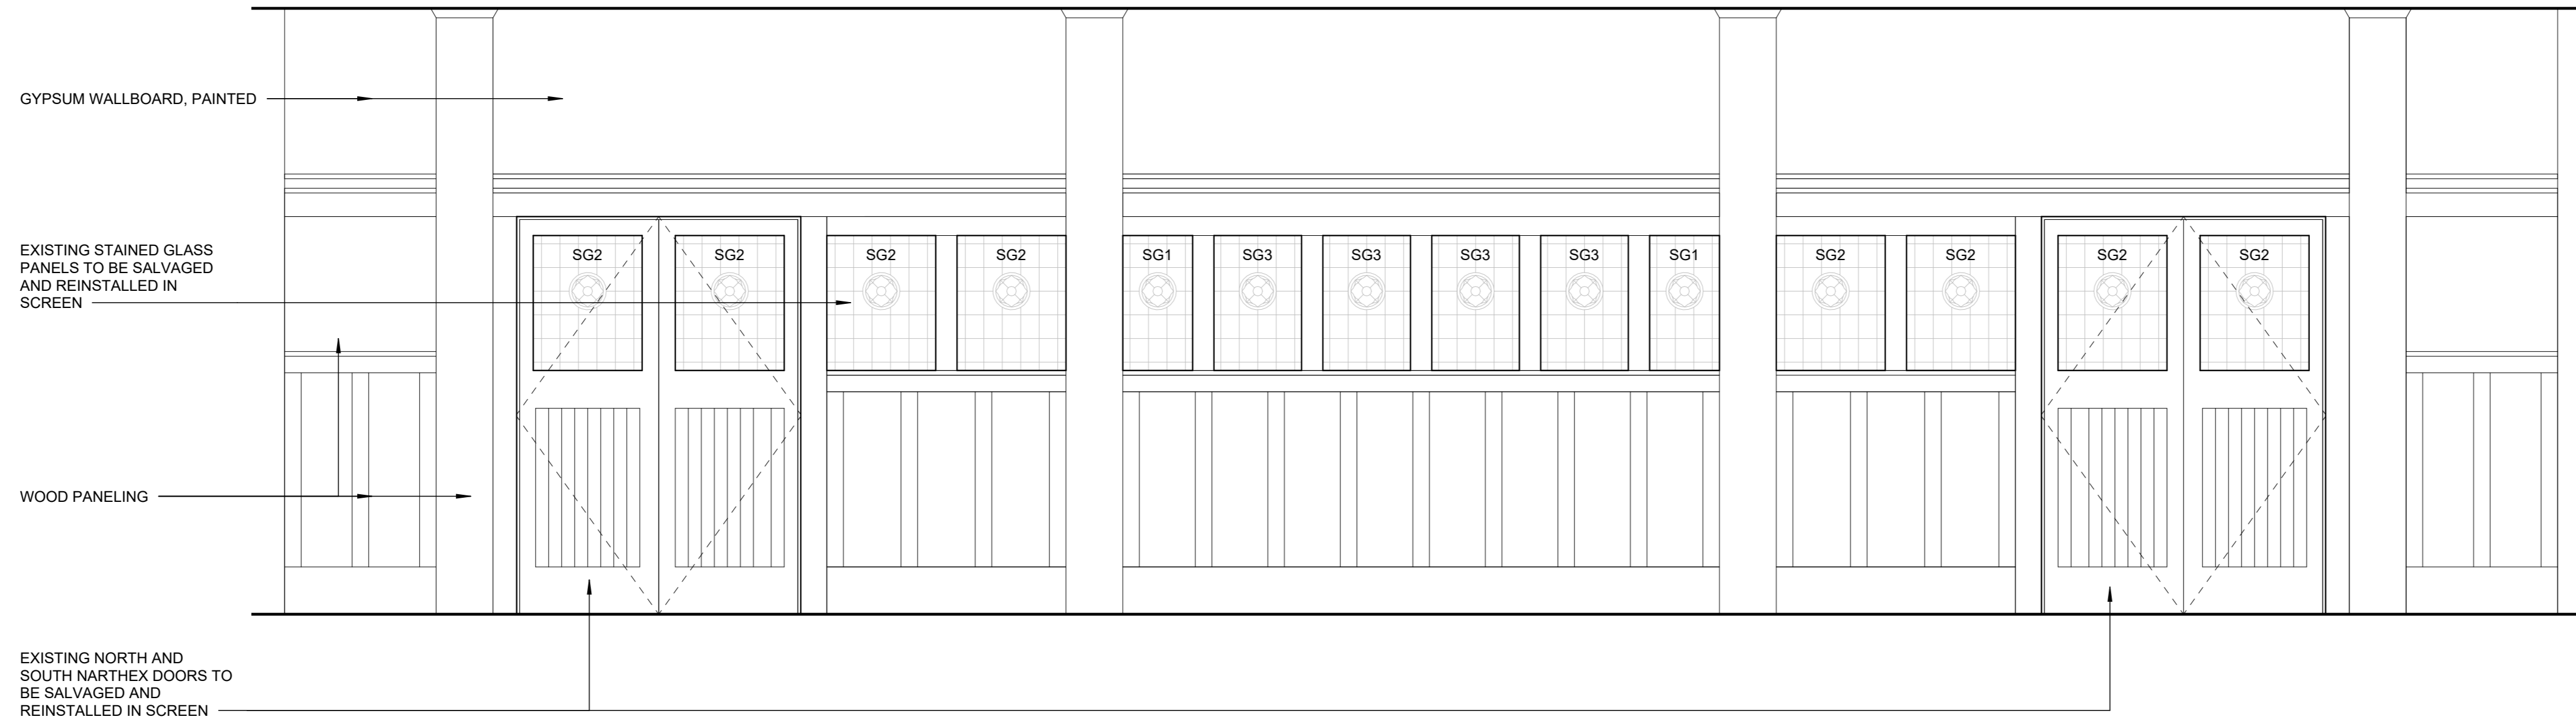 GYPSUM WALLBOARD, PAINTED
EXISTING STAINED GLASS
PANELS TO BE SALVAGED
AND REINSTALLED IN
SCREEN
SG2
SG2
SG2
SG2
SG1
SG3
SG3
SG3
SG3
SG1
SG2
SG2
SG2
SG2
WOOD PANELING
EXISTING NORTH AND
SOUTH NARTHEX DOORS TO
BE SALVAGED AND
REINSTALLED IN SCREEN